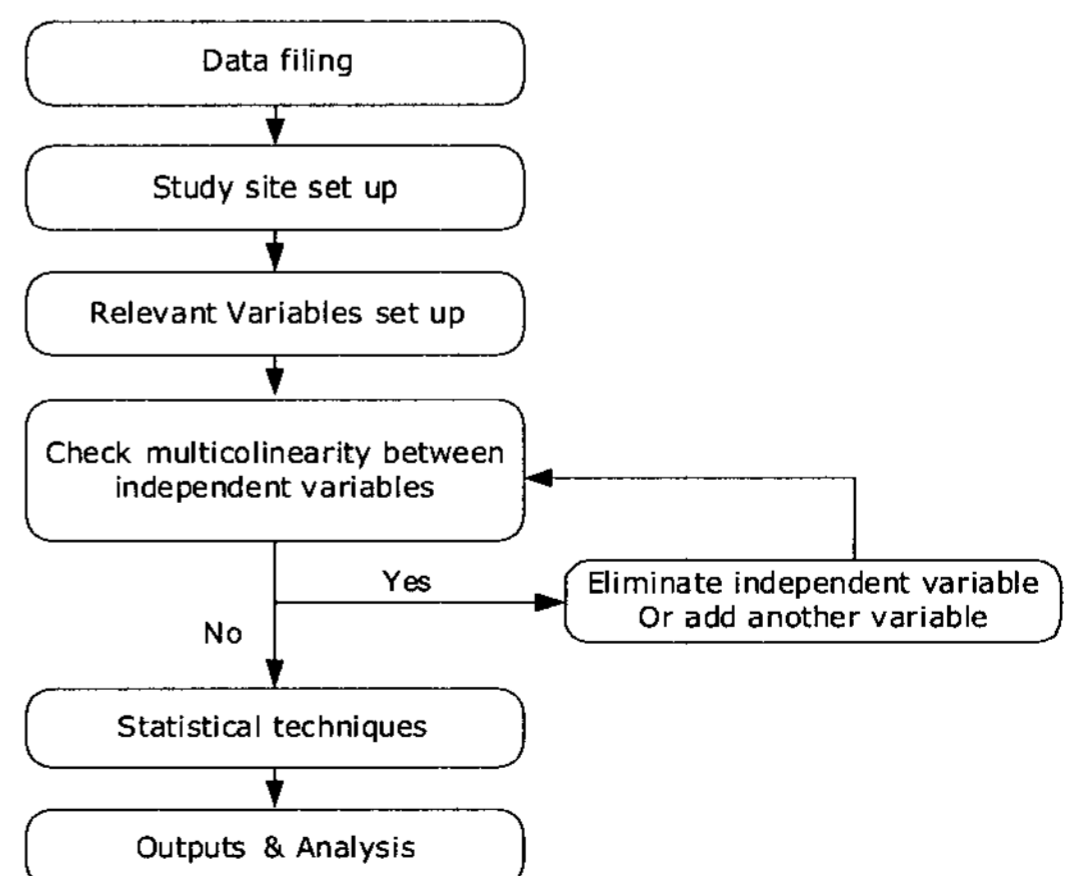 Data filing
Study site set up
Relevant Variables set up
Check multicolinearity between
independent variables
Yes
Eliminate independent variable
Or add another variable
No
Statistical techniques
Outputs & Analysis